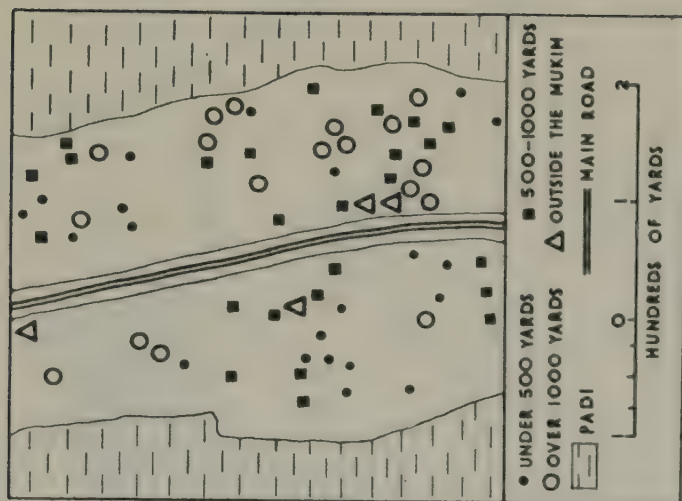 UNDER 500 YARDS
500-1000 YARDS
OVER 1000 YARDS
OUTSIDE THE MUKIM
PADI
MAIN ROAD
1 0 1 2
HUNDREDS OF YARDS